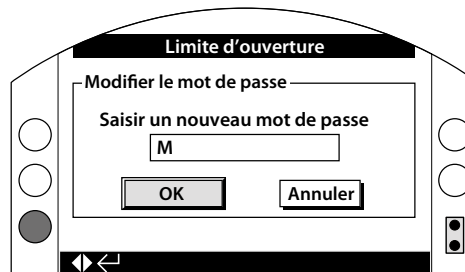 Limite d'ouverture
Modifier le mot de passe
Saisir un nouveau mot de passe
M
OK
Annuler